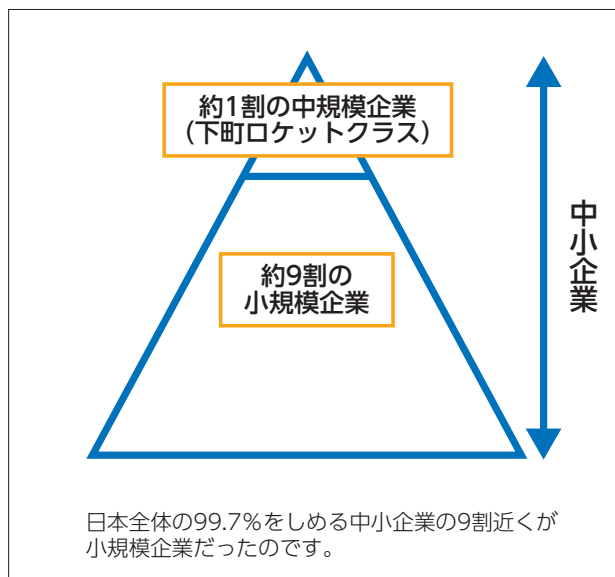 約1割の中規模企業
（下町ロケットクラス）
約9割の
小規模企業
中小企業
日本全体の99.7％をしめる中小企業の9割近くが
小規模企業だったのです。